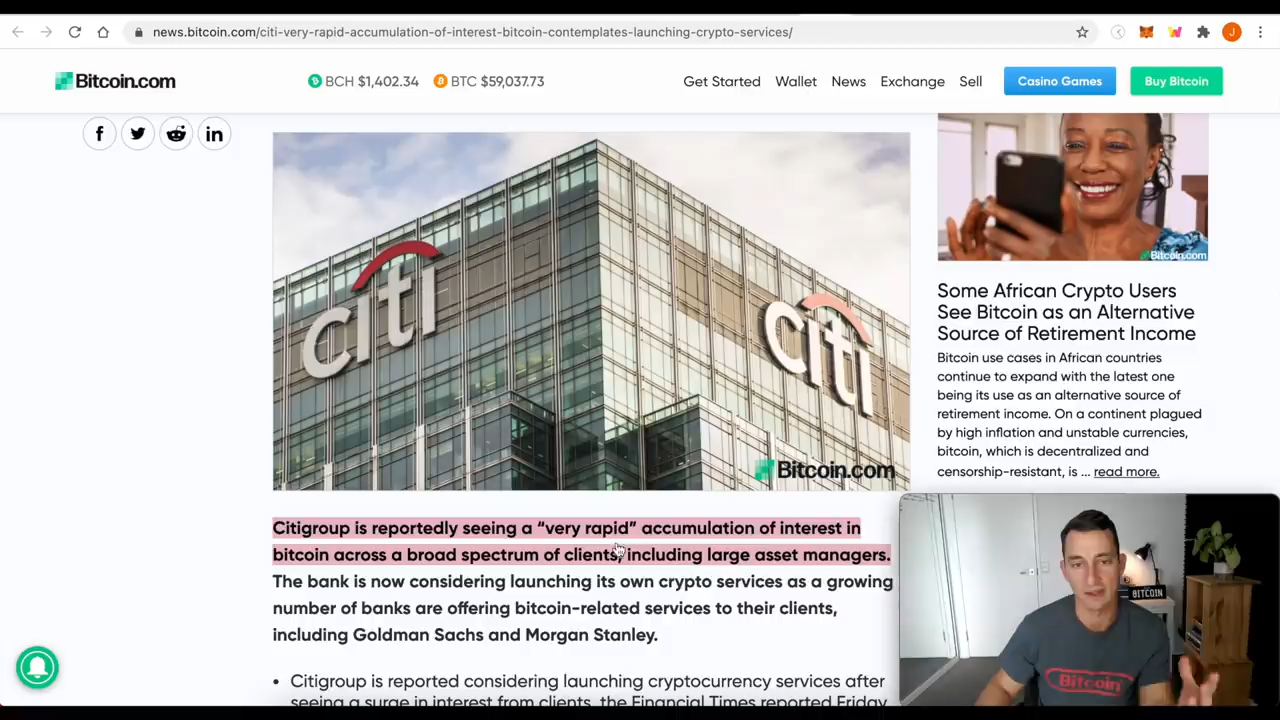 news.bitcoin.com/citi-very-rapid-accumulation-of-interest-bitcoin-contemplates-launching-crypto-services/
J
Bitcoin.com
BCH $1,402.34
BTC $59,037.73
Get Started
Wallet
News
Exchange
Sell
Casino Games
Buy Bitcoin
citi
citi
Bitcoin.com
Bitcoin.com
Some African Crypto Users
See Bitcoin as an Alternative
Source of Retirement Income
Bitcoin use cases in African countries
continue to expand with the latest one
being its use as an alternative source of
retirement income. On a continent plagued
by high inflation and unstable currencies,
bitcoin, which is decentralized and
censorship-resistant, is ... read more.
Citigroup is reportedly seeing a “very rapid” accumulation of interest in
bitcoin across a broad spectrum of clients, including large asset managers.
The bank is now considering launching its own crypto services as a growing
number of banks are offering bitcoin-related services to their clients,
including Goldman Sachs and Morgan Stanley.
• Citigroup is reported considering launching cryptocurrency services after
seeing a surge in interest from clients, the Financial Times reported Friday
BITCOIN
Bitcoin